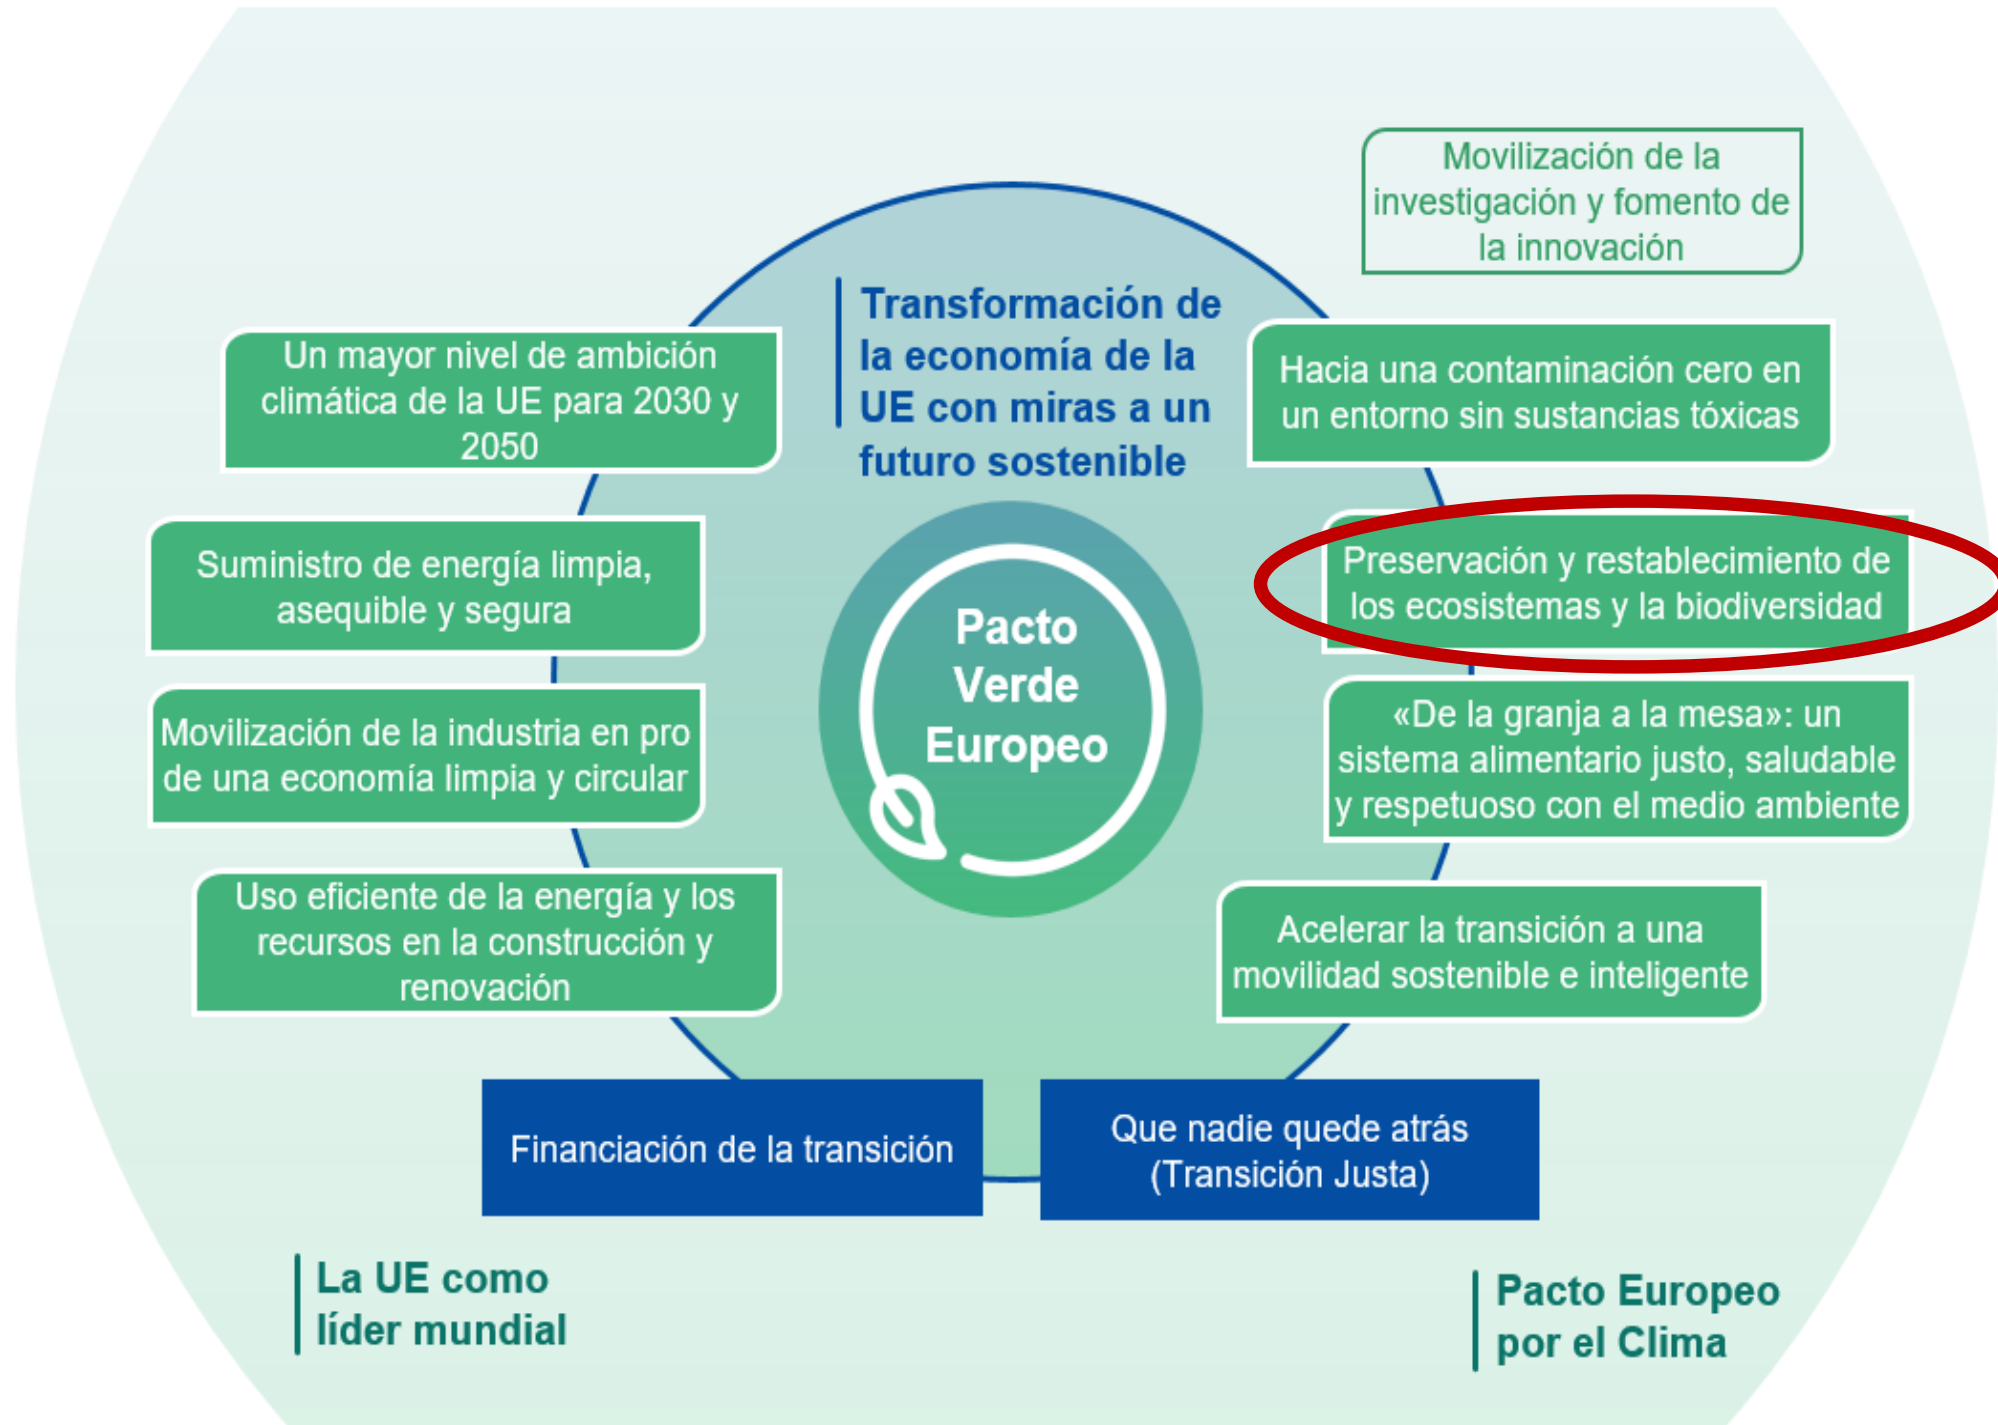 Movilización de la
investigación y fomento de
la innovación
Transformación de
la economía de la
UE con miras a un
futuro sostenible
Un mayor nivel de ambición
climática de la UE para 2030 y
2050
Suministro de energía limpia,
asequible y segura
Movilización de la industria en pro
de una economía limpia y circular
Uso eficiente de la energía y los
recursos en la construcción y
renovación
Pacto
Verde
Europeo
Hacia una contaminación cero en
un entorno sin sustancias tóxicas
Preservación y restablecimiento de
los ecosistemas y la biodiversidad
«De la granja a la mesa»: un
sistema alimentario justo, saludable
y respetuoso con el medio ambiente
Acelerar la transición a una
movilidad sostenible e inteligente
Financiación de la transición
Que nadie quede atrás
(Transición Justa)
La UE como
líder mundial
Pacto Europeo
por el Clima